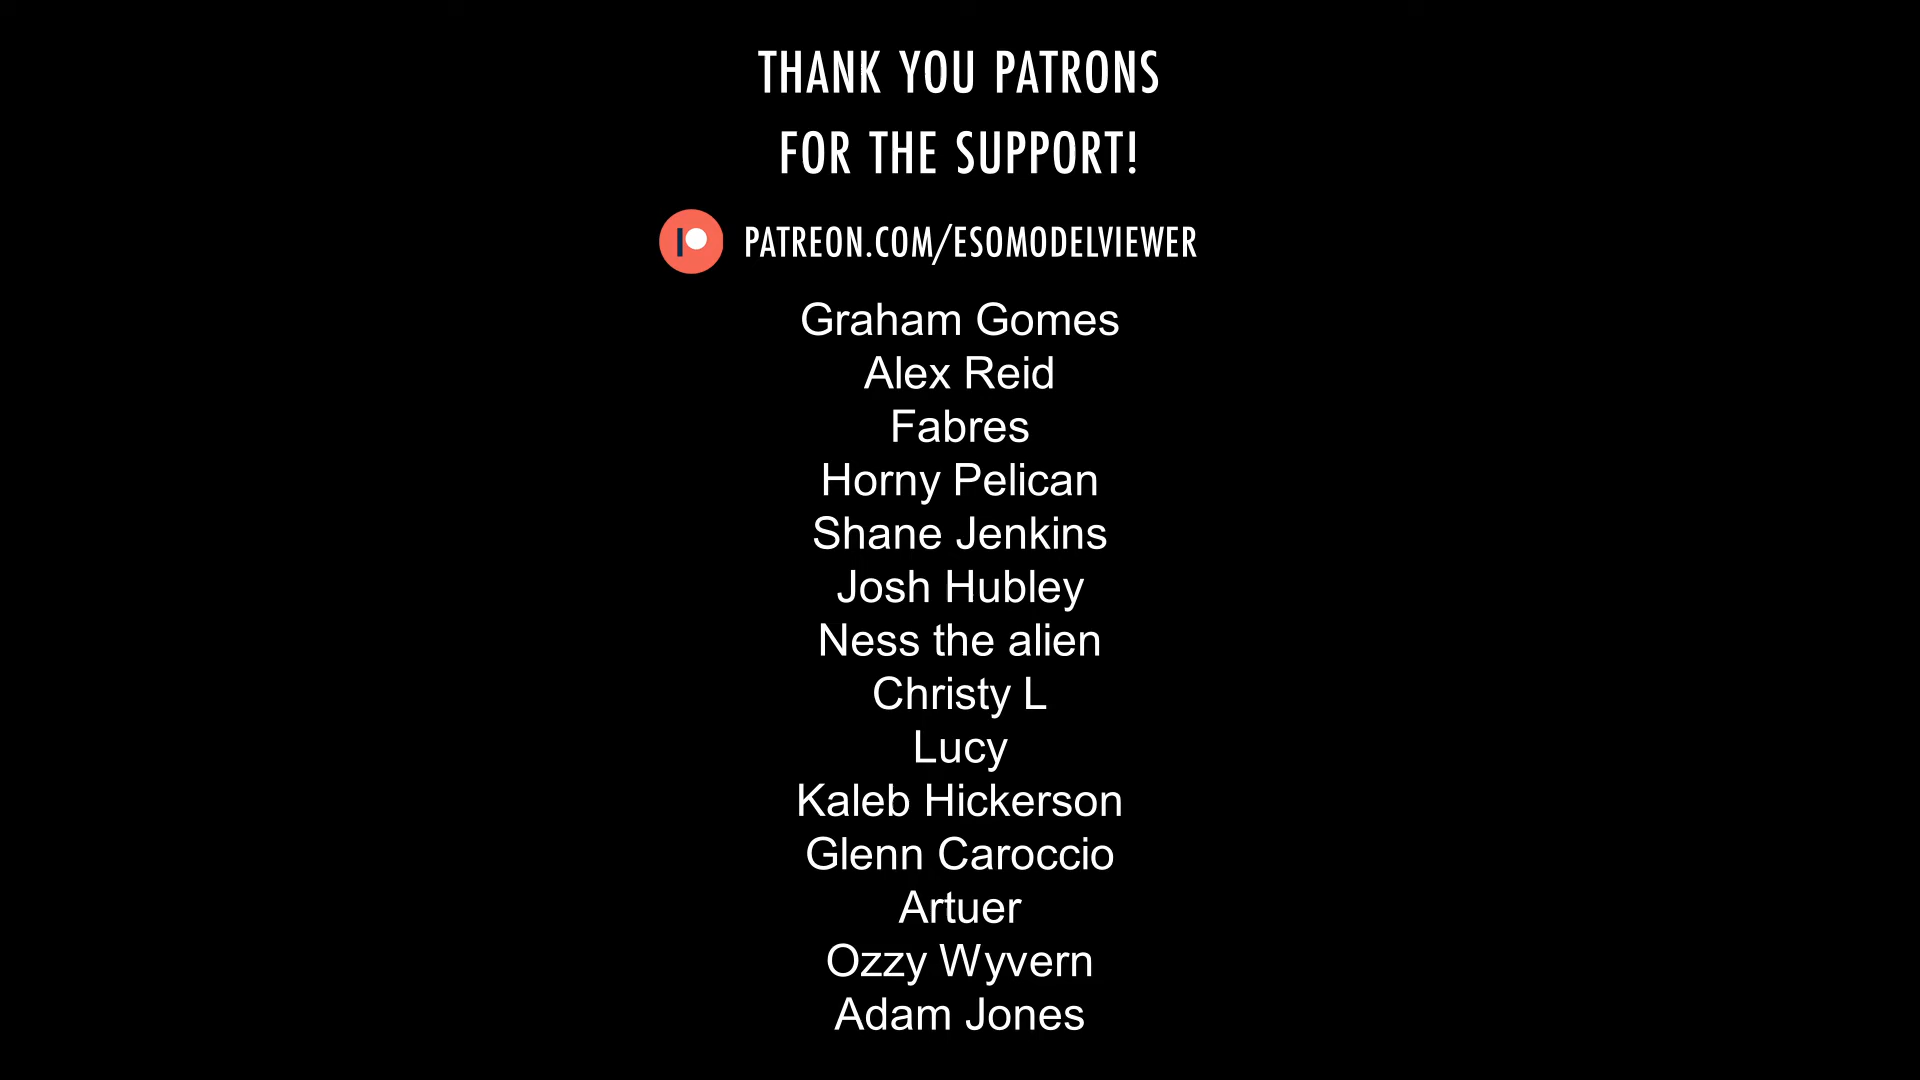 THANK YOU PATRONS
FOR THE SUPPORT!
PATREON.COM/ESOMODELVIEWER
Graham Gomes
Alex Reid
Fabres
Horny Pelican
Shane Jenkins
Josh Hubley
Ness the alien
Christy L
Lucy
Kaleb Hickerson
Glenn Caroccio
Artuer
Ozzy Wyvern
Adam Jones